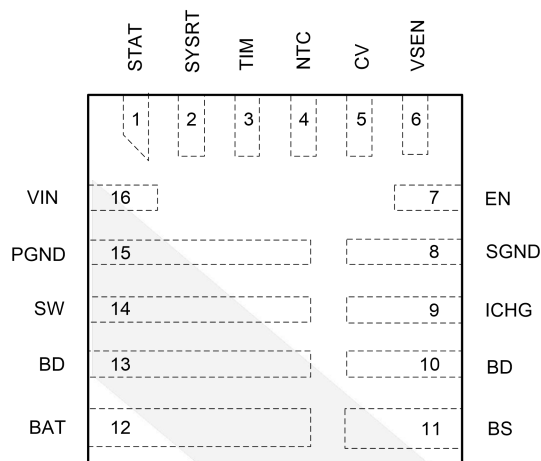 STAT SYSRT TIM NTC CV VSEN
1 2 3 4 5 6
VIN 16 7 EN
PGND 15 8 SGND
SW 14 9 ICHG
BD 13 10 BD
BAT 12 11 BS